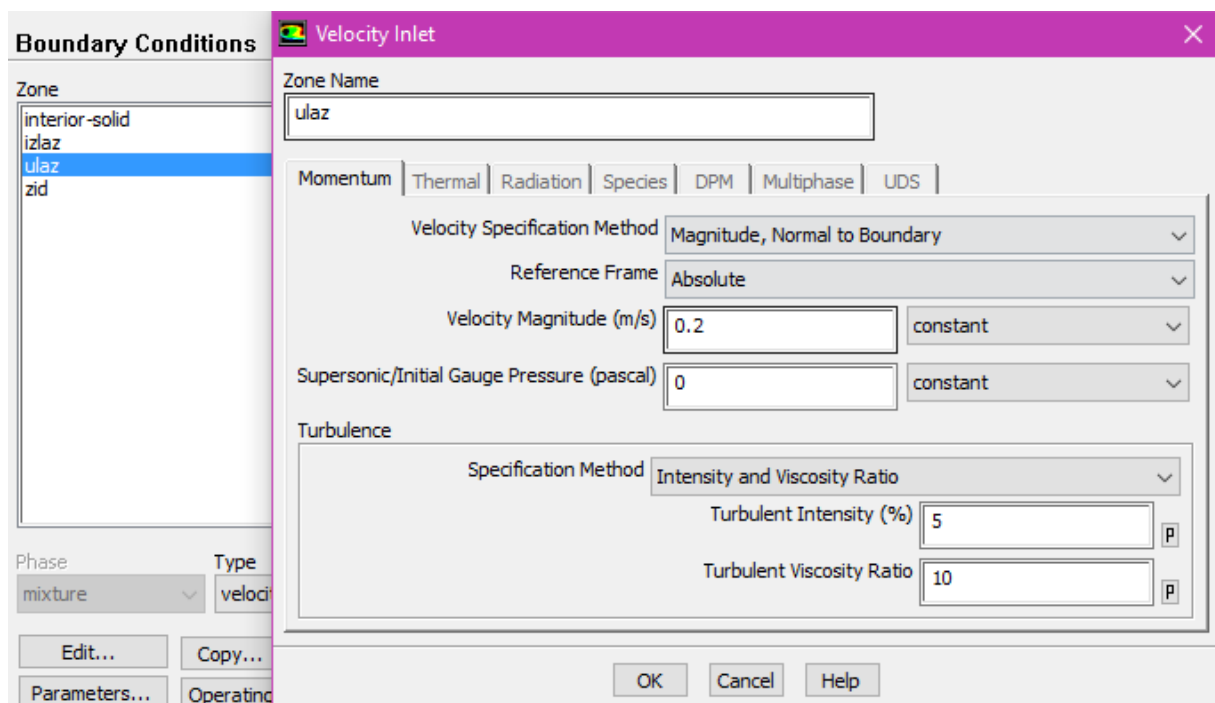 Boundary Conditions
Zone
interior-solid
izlaz
ulaz
zid
Phase
Type
mixture
veloci
Edit...
Copy...
Parameters...
Operating
Velocity Inlet
Zone Name
ulaz
Momentum Thermal Radiation Species DPM Multiphase UDS
Velocity Specification Method Magnitude, Normal to Boundary
Reference Frame Absolute
Velocity Magnitude (m/s) 0.2 constant
Supersonic/Initial Gauge Pressure (pascal) 0 constant
Turbulence
Specification Method Intensity and Viscosity Ratio
Turbulent Intensity (%) 5 P
Turbulent Viscosity Ratio 10 P
OK Cancel Help